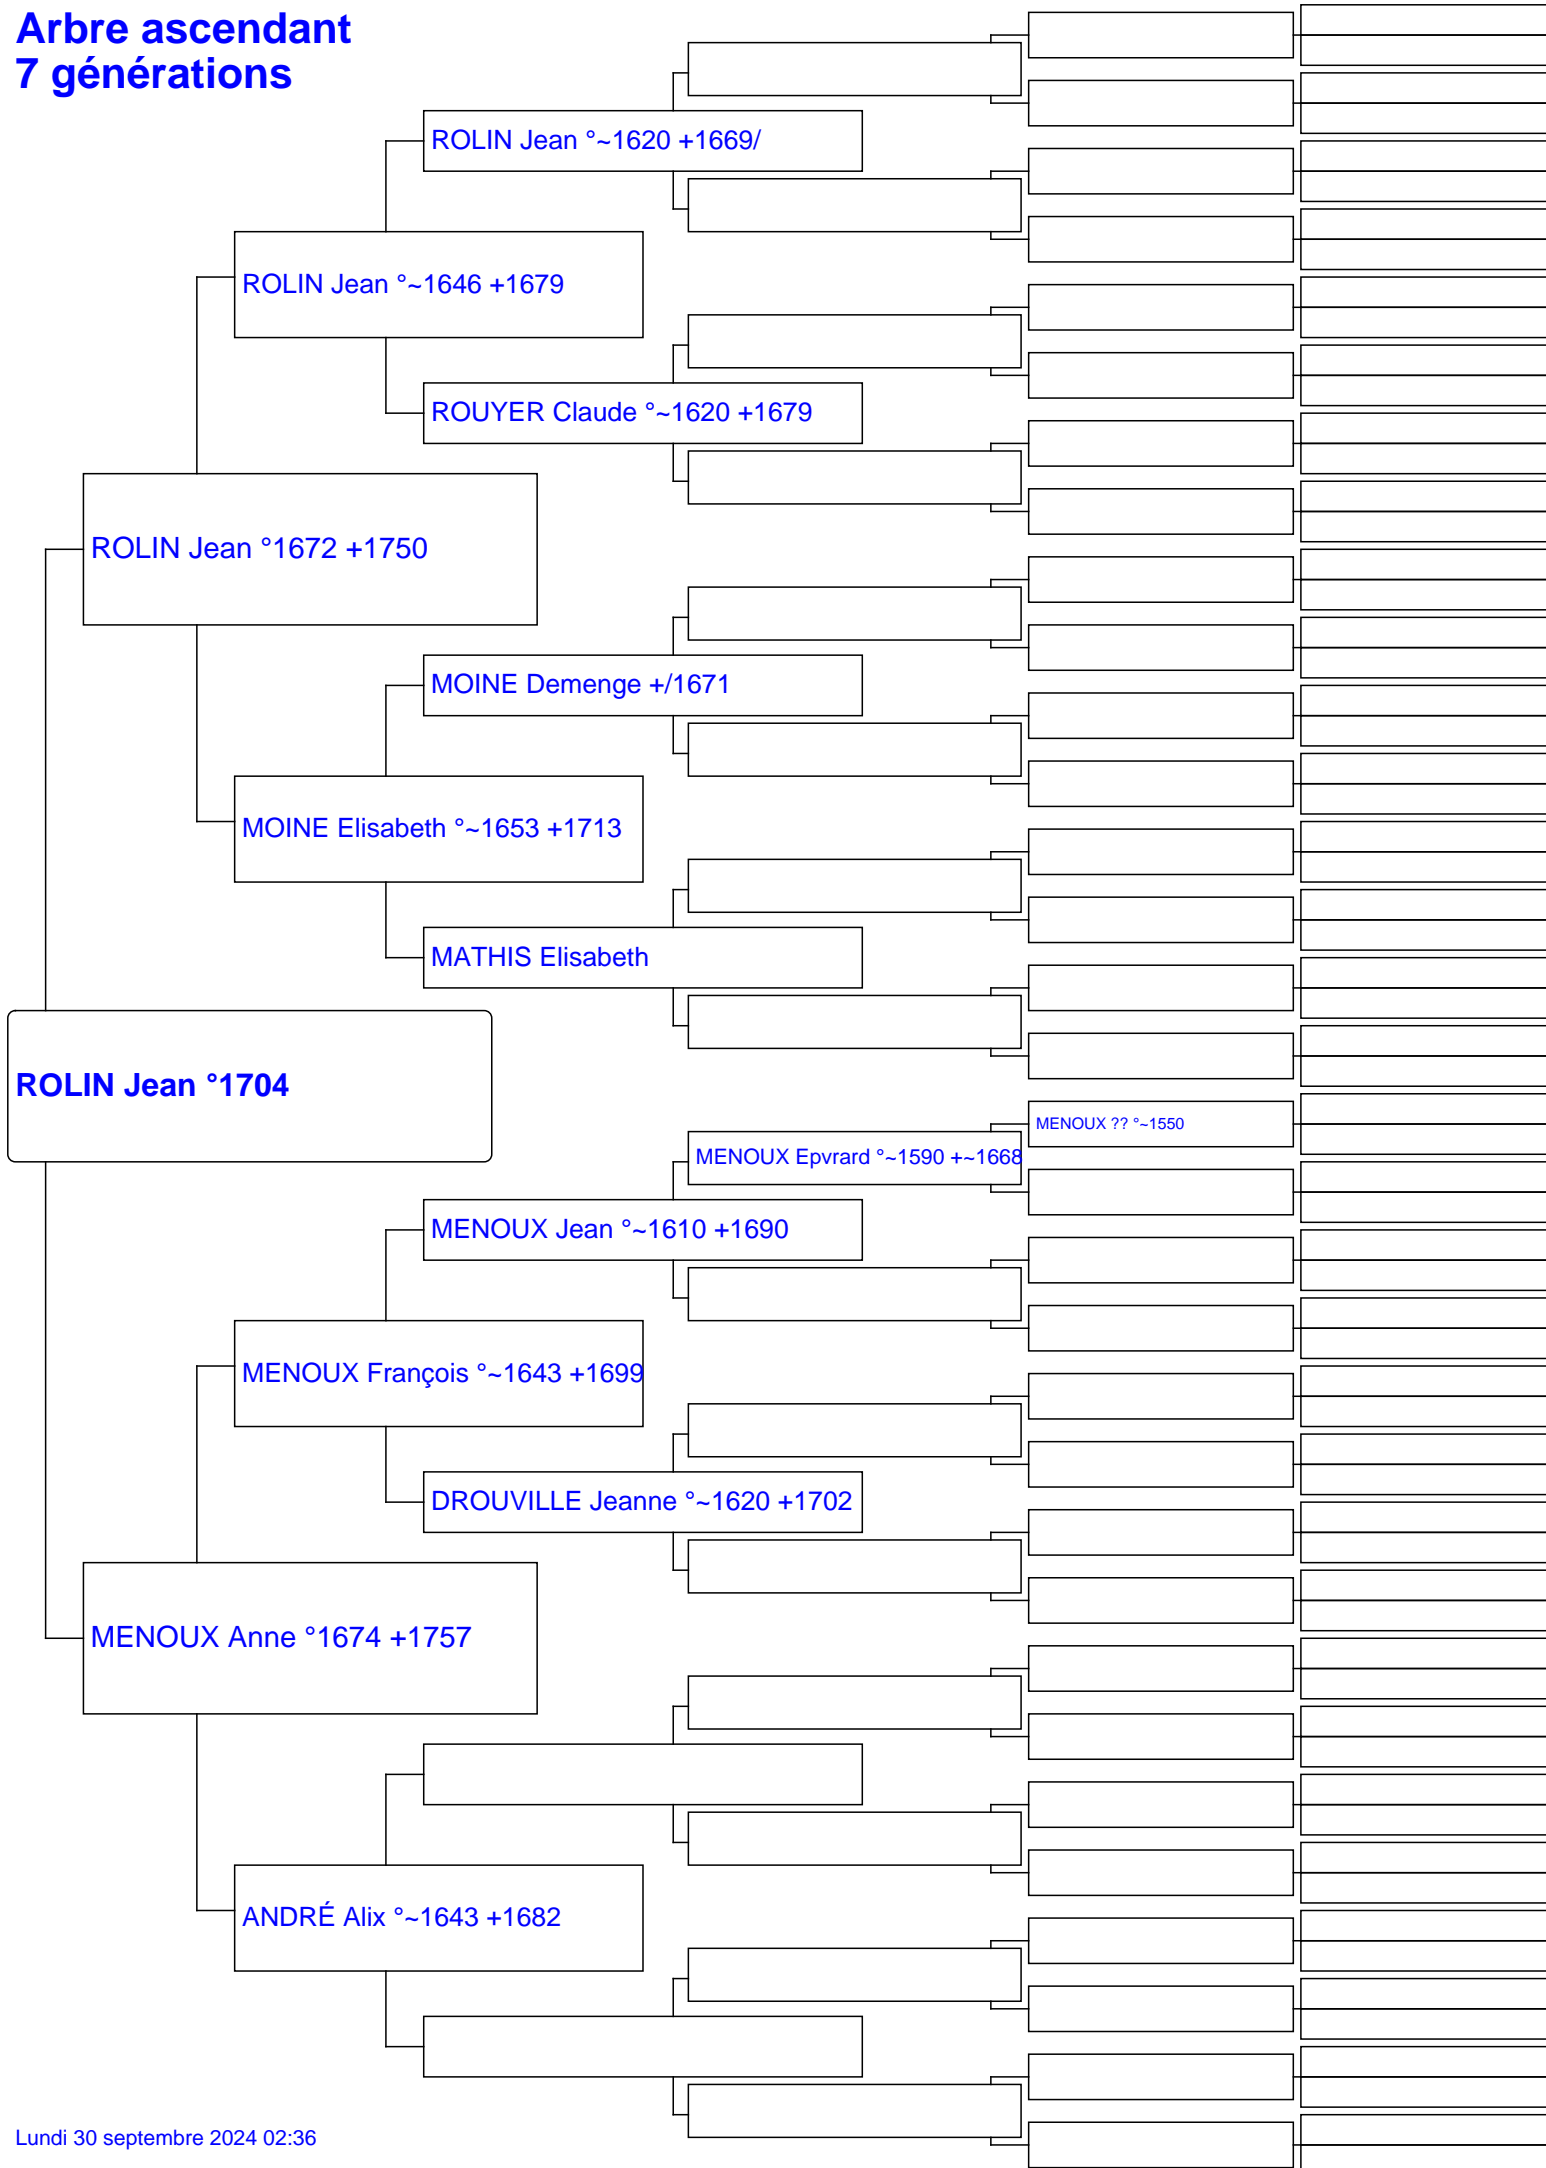 Arbre ascendant
7 générations
ROLIN Jean °~1620 +1669/
ROLIN Jean °~1646 +1679
ROUYER Claude °~1620 +1679
ROLIN Jean °1672 +1750
MOINE Demenge +/1671
MOINE Elisabeth °~1653 +1713
MATHIS Elisabeth
ROLIN Jean °1704
MENOUX ?? °~1550
MENOUX Epvrard °~1590 +~1668
MENOUX Jean °~1610 +1690
MENOUX François °~1643 +1699
DROUVILLE Jeanne °~1620 +1702
MENOUX Anne °1674 +1757
ANDRÉ Alix °~1643 +1682
Lundi 30 septembre 2024 02:36